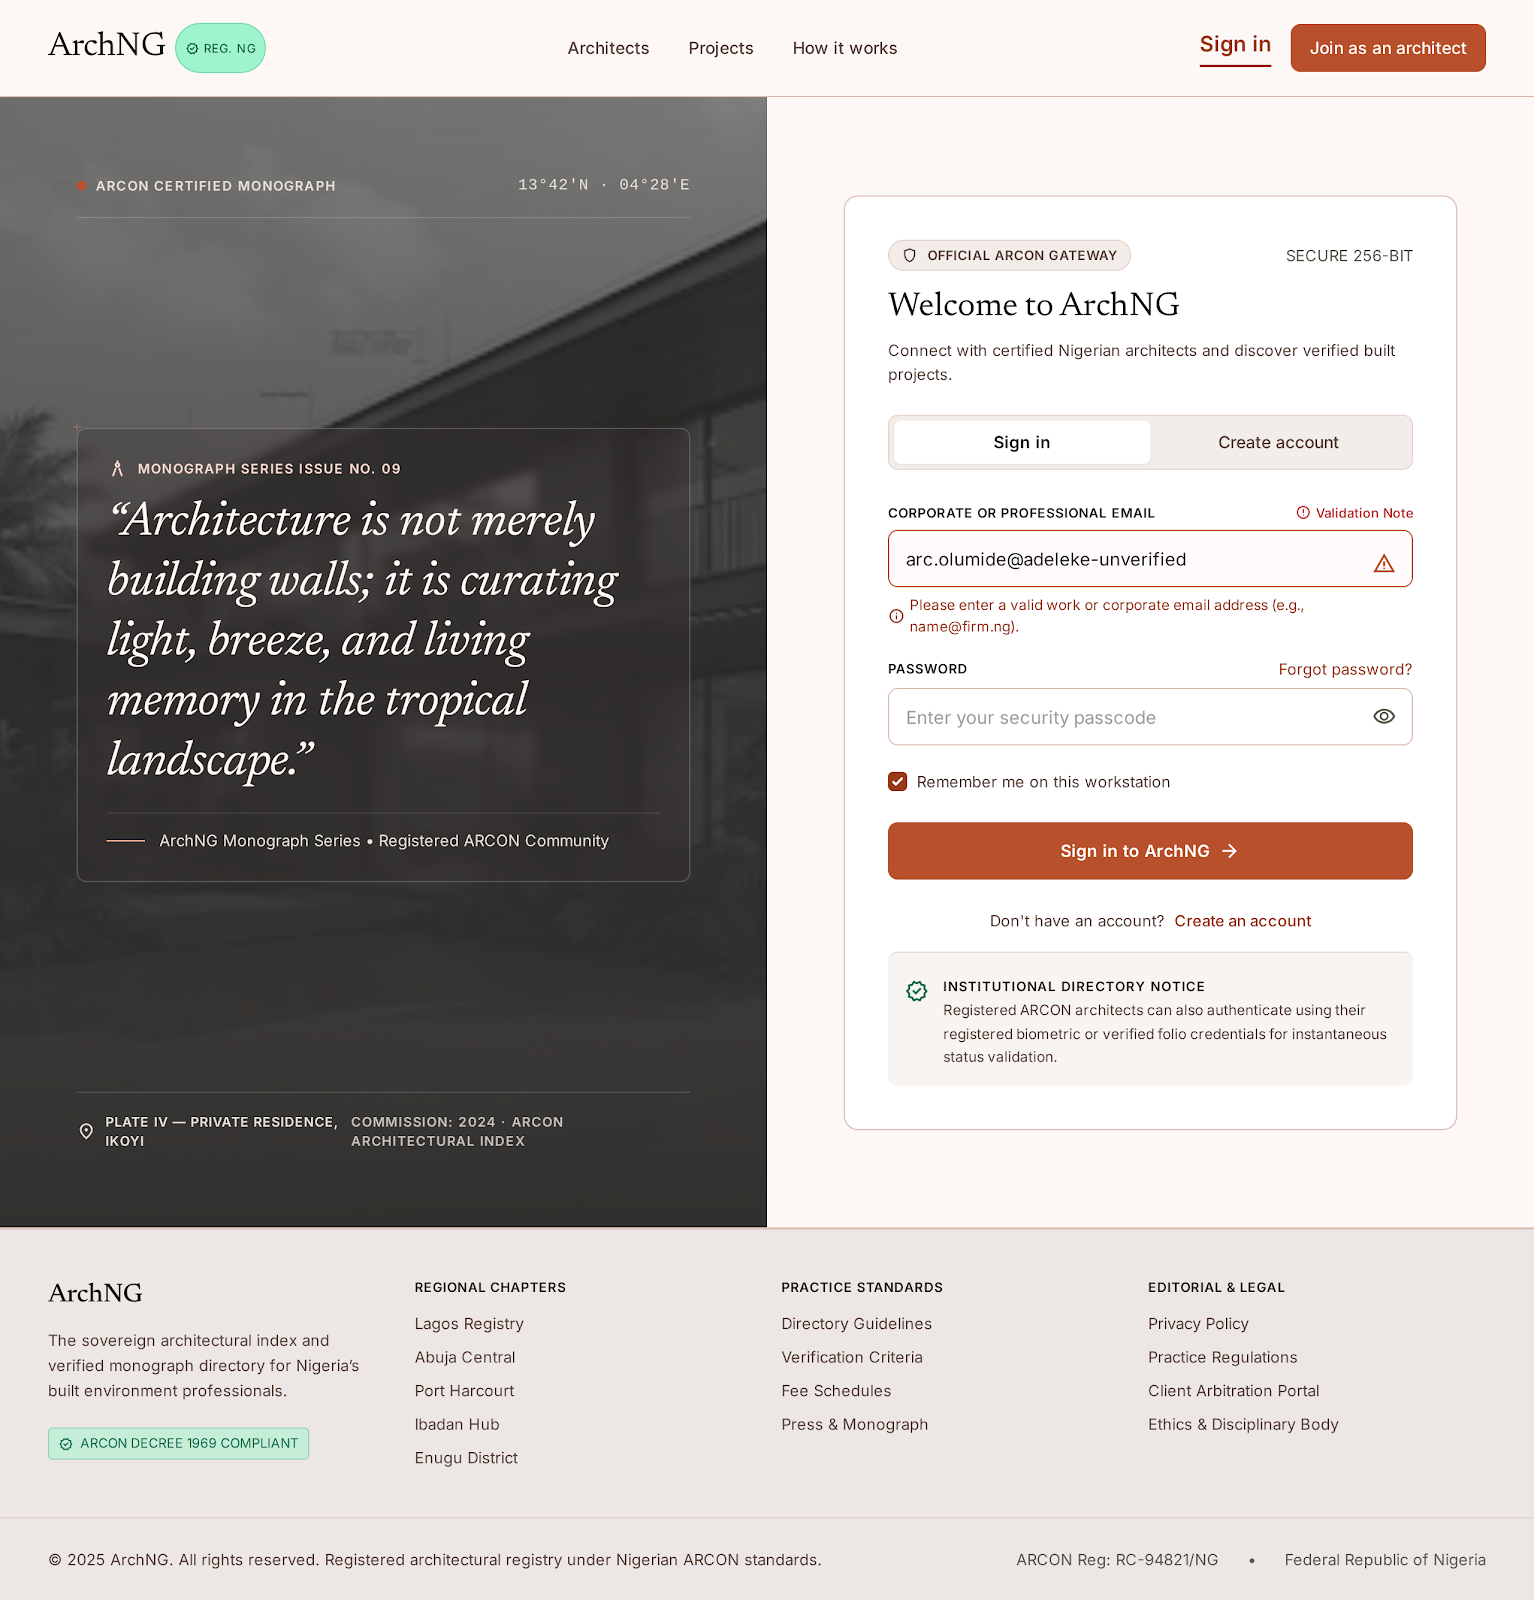 ArchNG
REG. NG
Architects
Projects
How it works
Sign in
Join as an architect
ARCON CERTIFIED MONOGRAPH
13°42'N · 04°28'E
MONOGRAPH SERIES ISSUE NO. 09
“Architecture is not merely
building walls; it is curating
light, breeze, and living
memory in the tropical
landscape.”
ArchNG Monograph Series • Registered ARCON Community
PLATE IV — PRIVATE RESIDENCE,
IKOYI
COMMISSION: 2024 · ARCON
ARCHITECTURAL INDEX
OFFICIAL ARCON GATEWAY
SECURE 256-BIT
Welcome to ArchNG
Connect with certified Nigerian architects and discover verified built
projects.
Sign in
Create account
CORPORATE OR PROFESSIONAL EMAIL
Validation Note
arc.olumide@adeleke-unverified
Please enter a valid work or corporate email address (e.g.,
name@firm.ng).
PASSWORD
Forgot password?
Enter your security passcode
Remember me on this workstation
Sign in to ArchNG
Don't have an account? Create an account
INSTITUTIONAL DIRECTORY NOTICE
Registered ARCON architects can also authenticate using their
registered biometric or verified folio credentials for instantaneous
status validation.
ArchNG
The sovereign architectural index and
verified monograph directory for Nigeria’s
built environment professionals.
ARCON DECREE 1969 COMPLIANT
REGIONAL CHAPTERS
Lagos Registry
Abuja Central
Port Harcourt
Ibadan Hub
Enugu District
PRACTICE STANDARDS
Directory Guidelines
Verification Criteria
Fee Schedules
Press & Monograph
EDITORIAL & LEGAL
Privacy Policy
Practice Regulations
Client Arbitration Portal
Ethics & Disciplinary Body
© 2025 ArchNG. All rights reserved. Registered architectural registry under Nigerian ARCON standards.
ARCON Reg: RC-94821/NG
•
Federal Republic of Nigeria